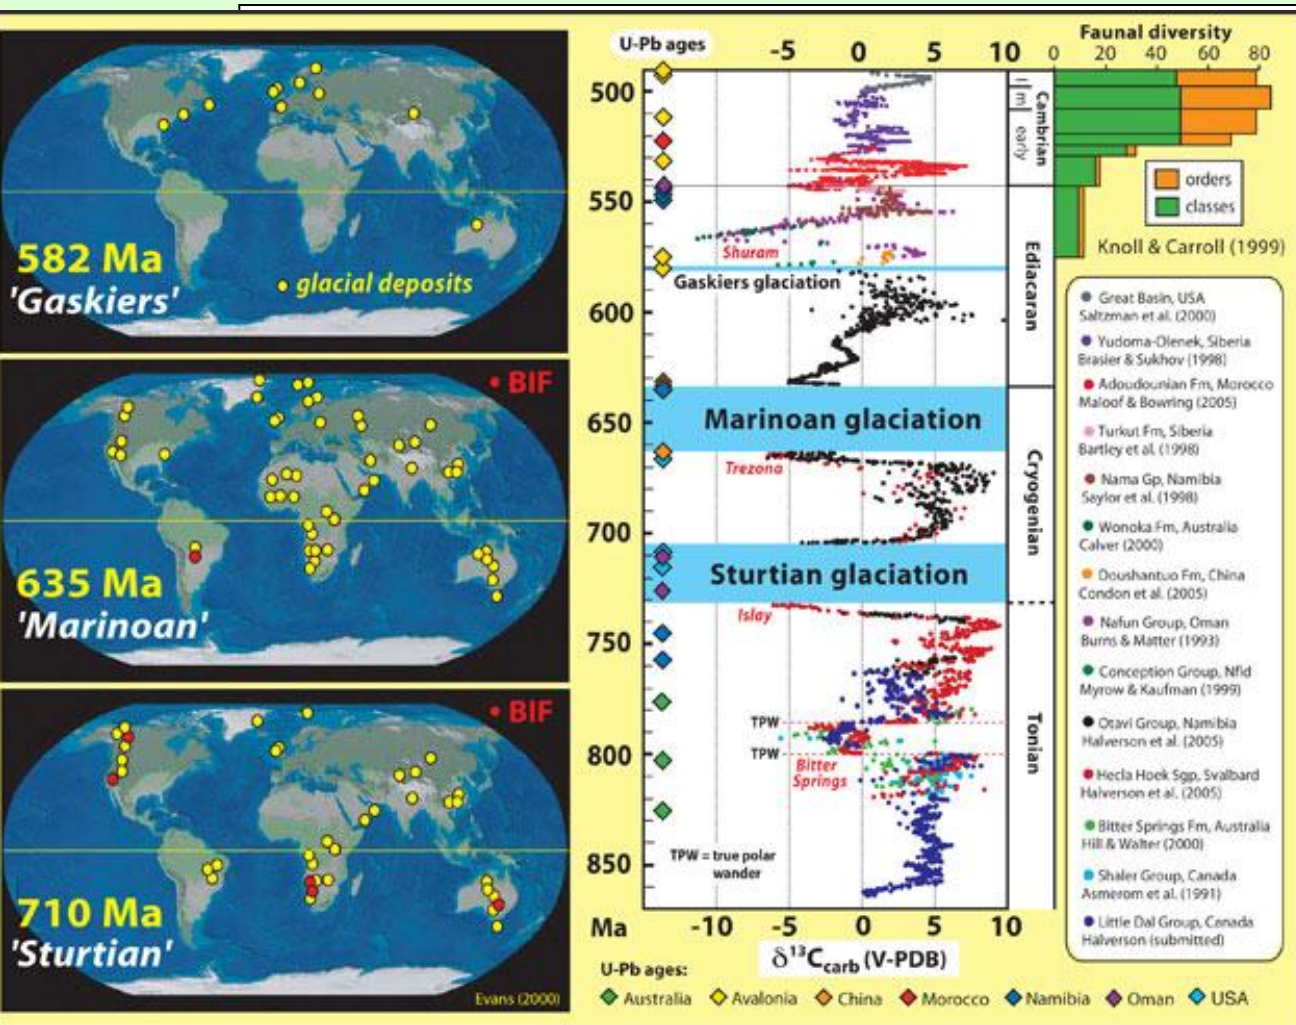 582 Ma
'Gaskiers'
glacial deposits
BIF
635 Ma
'Marinoan'
BIF
710 Ma
'Sturtian'
Evans (2000)
U-Pb ages
-5 0 5 10
500
550
600
650
700
750
800
850
Ma
Shuram
Gaskiers glaciation
Marinoan glaciation
Trezona
Sturtian glaciation
Islay
TPW
TPW
Bitter
Springs
TPW = true polar
wander
-10 -5 0 5 10
δ¹³Ccarb (V-PDB)
l
m
early
Cambrian
Ediacaran
Cryogenian
Tonian
U-Pb ages:
Australia Avalonia China Morocco Namibia Oman USA
Faunal diversity
0 20 40 60 80
orders
classes
Knoll & Carroll (1999)
Great Basin, USA
Saltzman et al. (2000)
Yudoma-Olenek, Siberia
Brasier & Sukhov (1998)
Adoudounian Fm, Morocco
Maloof & Bowring (2005)
Turkut Fm, Siberia
Bartley et al. (1998)
Nama Gp, Namibia
Saylor et al. (1998)
Wonoka Fm, Australia
Calver (2000)
Doushantuo Fm, China
Condon et al. (2005)
Nafun Group, Oman
Burns & Matter (1993)
Conception Group, Nfld
Myrow & Kaufman (1999)
Otavi Group, Namibia
Halverson et al. (2005)
Hecla Hoek Sgp, Svalbard
Halverson et al. (2005)
Bitter Springs Fm, Australia
Hill & Walter (2000)
Shaler Group, Canada
Asmerom et al. (1991)
Little Dal Group, Canada
Halverson (submitted)